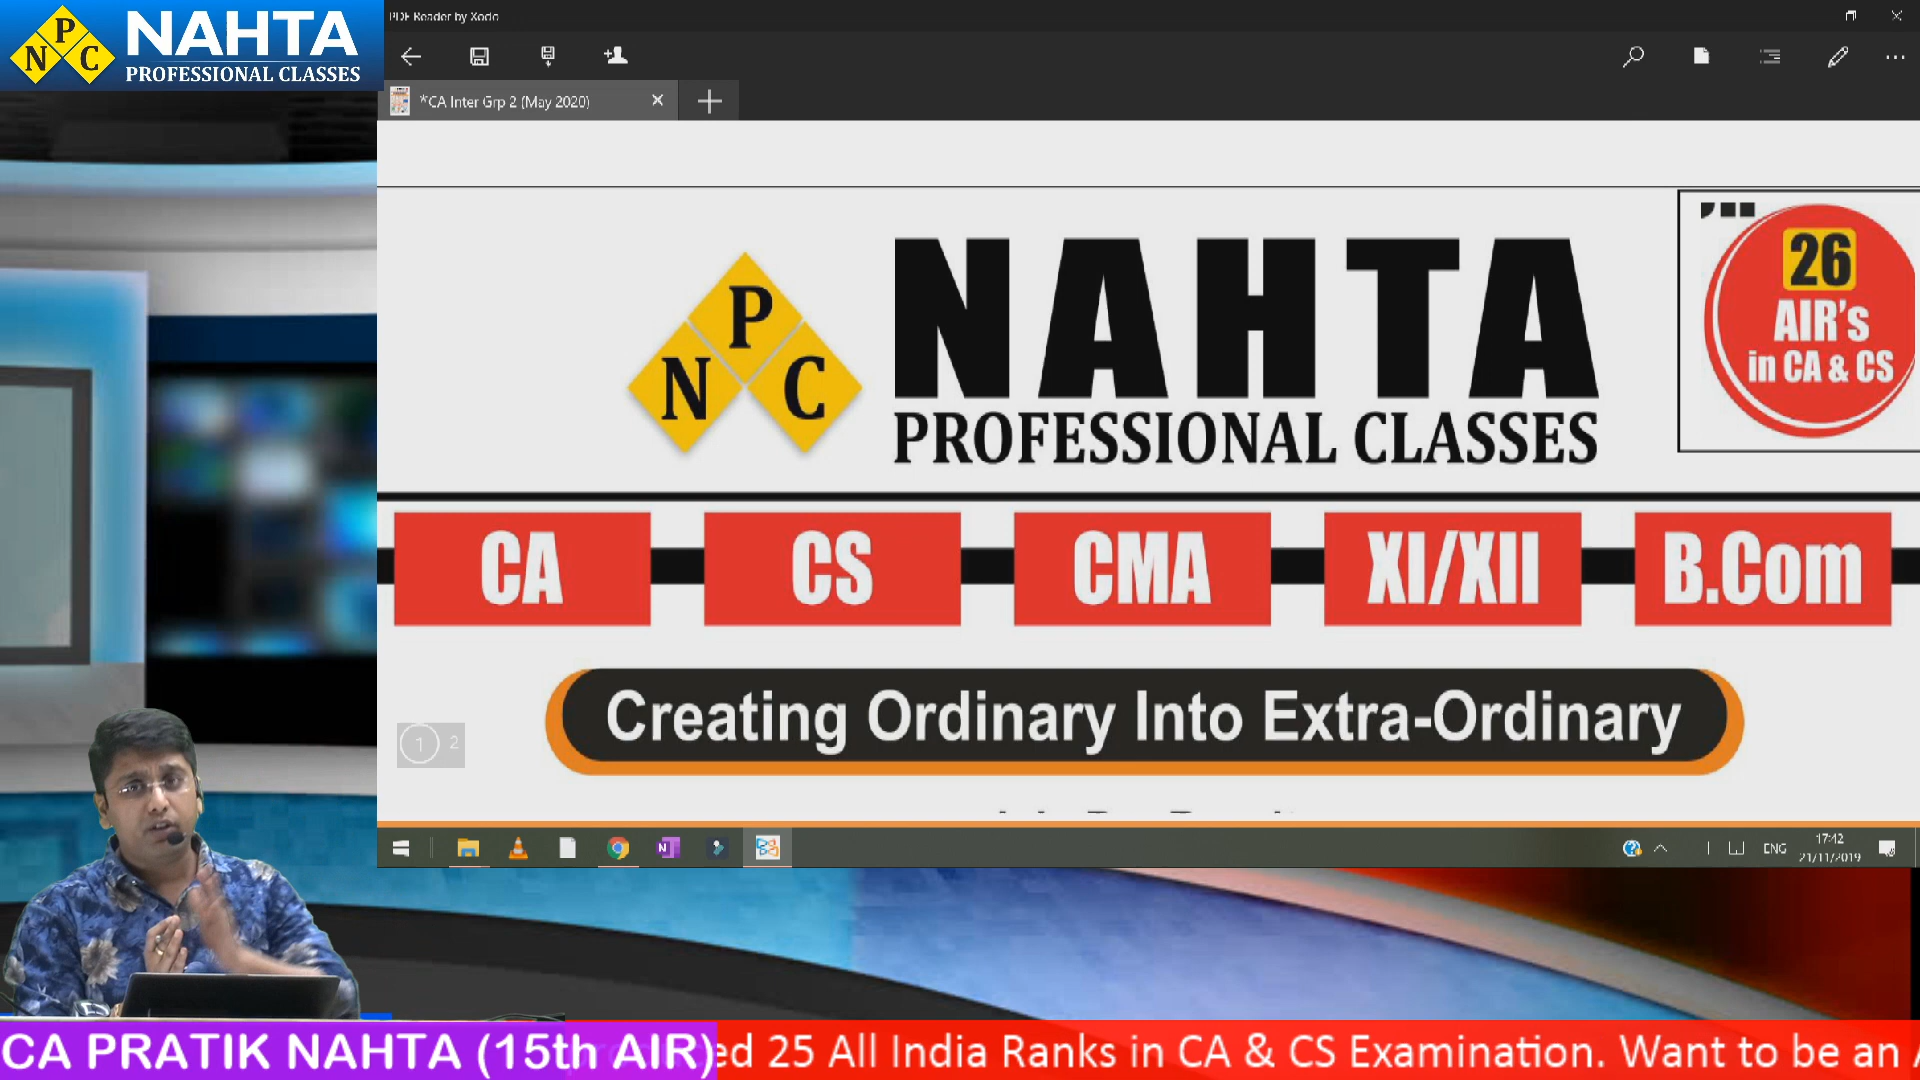 NPC NAHTA
PROFESSIONAL CLASSES
PDF Reader by Xodo
*CA Inter Grp 2 (May 2020)
NPC
NAHTA
PROFESSIONAL CLASSES
26
AIR's
in CA & CS
CA
CS
CMA
XI/XII
B.Com
Creating Ordinary Into Extra-Ordinary
1 2
ENG
17:42
21/11/2019
CA PRATIK NAHTA (15th AIR)
ed 25 All India Ranks in CA & CS Examination. Want to be an A